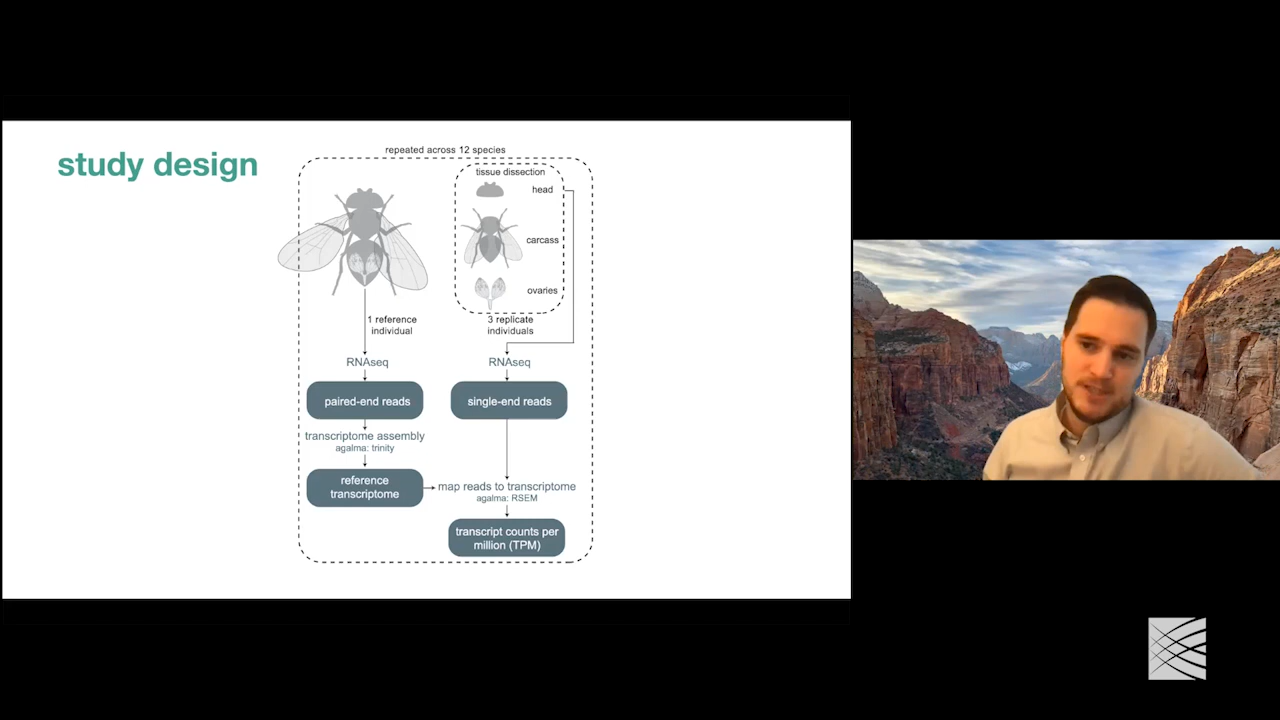 study design
repeated across 12 species
tissue dissection
head
carcass
ovaries
1 reference
individual
3 replicate
individuals
RNAseq
RNAseq
paired-end reads
single-end reads
transcriptome assembly
agalma: trinity
reference
transcriptome
map reads to transcriptome
agalma: RSEM
transcript counts per
million (TPM)